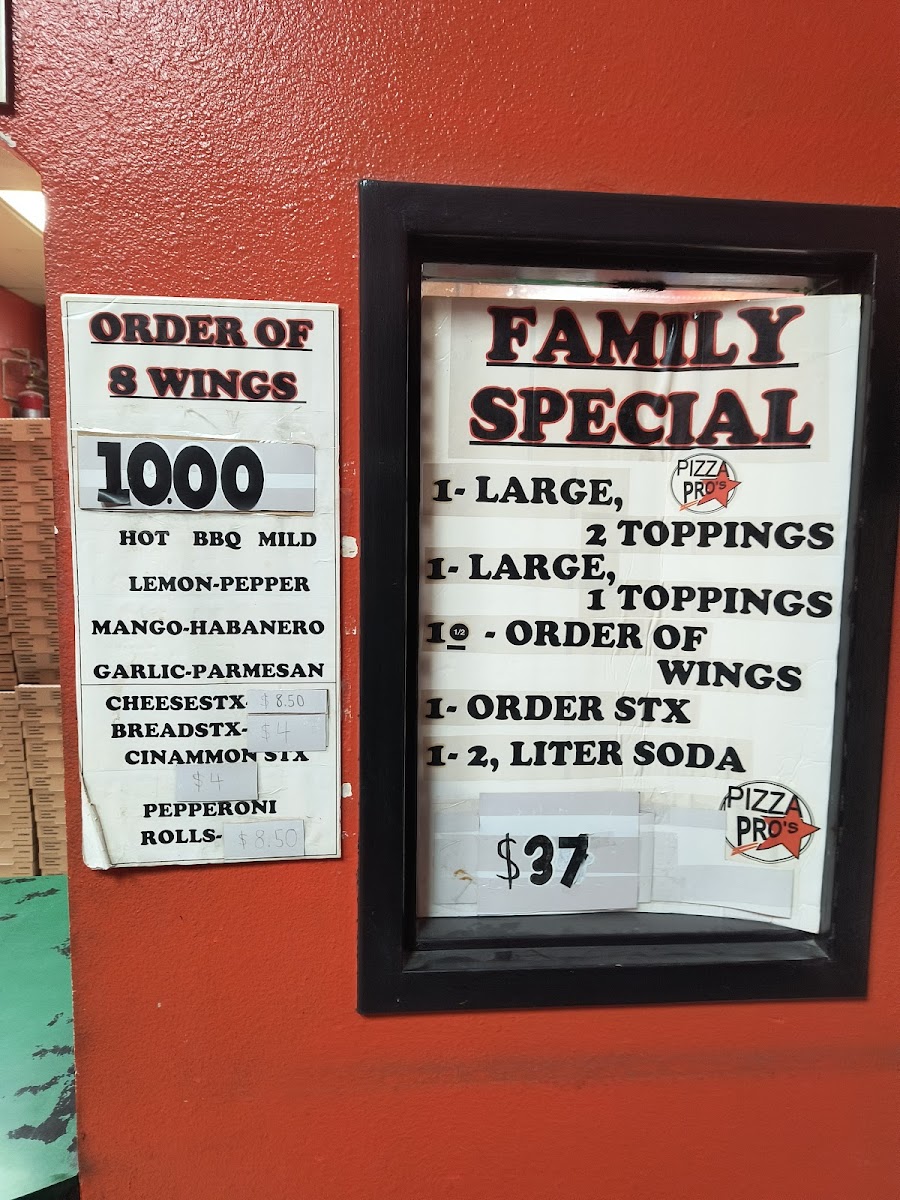 ORDER OF
8 WINGS
10.00
HOT BBQ MILD
LEMON-PEPPER
MANGO-HABANERO
GARLIC-PARMESAN
CHEESESTX- $8.50
BREADSTX- $4
CINAMMON STX
$4
PEPPERONI
ROLLS- $8.50
FAMILY
SPECIAL
PIZZA
PRO's
1- LARGE,
2 TOPPINGS
1- LARGE,
1 TOPPINGS
1 1/2 - ORDER OF
WINGS
1- ORDER STX
1- 2, LITER SODA
PIZZA
PRO's
$37